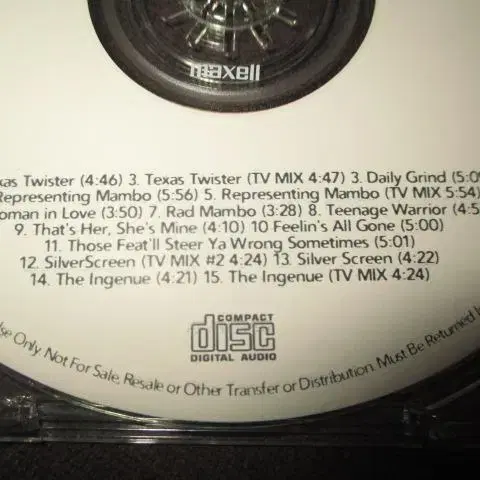 maxell
Texas Twister (4:46) 3. Texas Twister (TV MIX 4:47) 3. Daily Grind (5:0
Representing Mambo (5:56) 5. Representing Mambo (TV MIX 5:54)
Woman in Love (3:50) 7. Rad Mambo (3:28) 8. Teenage Warrior (4:5
9. That's Her, She's Mine (4:10) 10 Feelin's All Gone (5:00)
11. Those Feat'll Steer Ya Wrong Sometimes (5:01)
12. SilverScreen (TV MIX #2 4:24) 13. Silver Screen (4:22)
14. The Ingenue (4:21) 15. The Ingenue (TV MIX 4:24)
COMPACT
disc
DIGITAL AUDIO
Use Only. Not For Sale, Resale or Other Transfer or Distribution. Must Be Returned